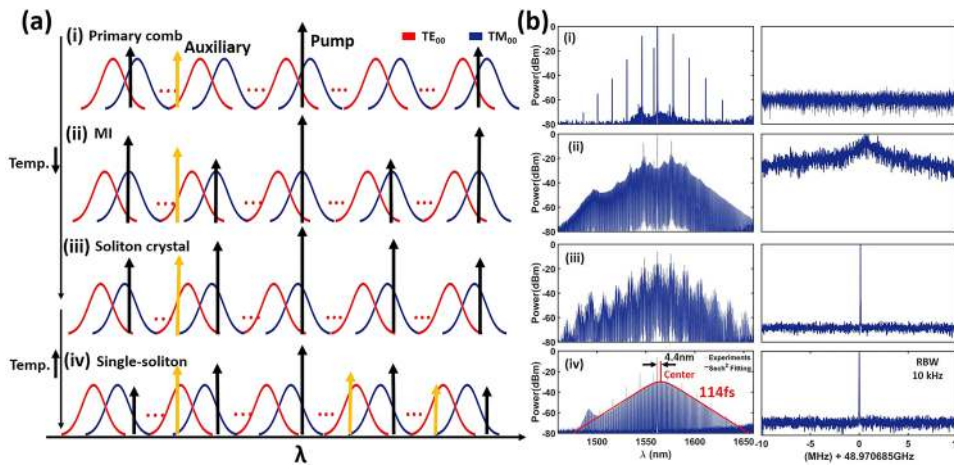 (a)
(i) Primary comb
Auxiliary
Pump
TE00
TM00
(ii) MI
Temp.
(iii) Soliton crystal
Temp.
(iv) Single-soliton
λ
(b)
(i)
Power(dBm)
0
-20
-40
-60
-80
(ii)
Power(dBm)
-20
-40
-60
-80
(iii)
Power(dBm)
-20
-40
-60
-80
(iv)
4.4nm
Experiments
Sech² Fitting
Center
114fs
Power(dBm)
-20
-40
-60
-80
1500 1550 1600 1650
λ (nm)
RBW
10 kHz
-10 -5 0 5 1
(MHz) + 48.970685GHz